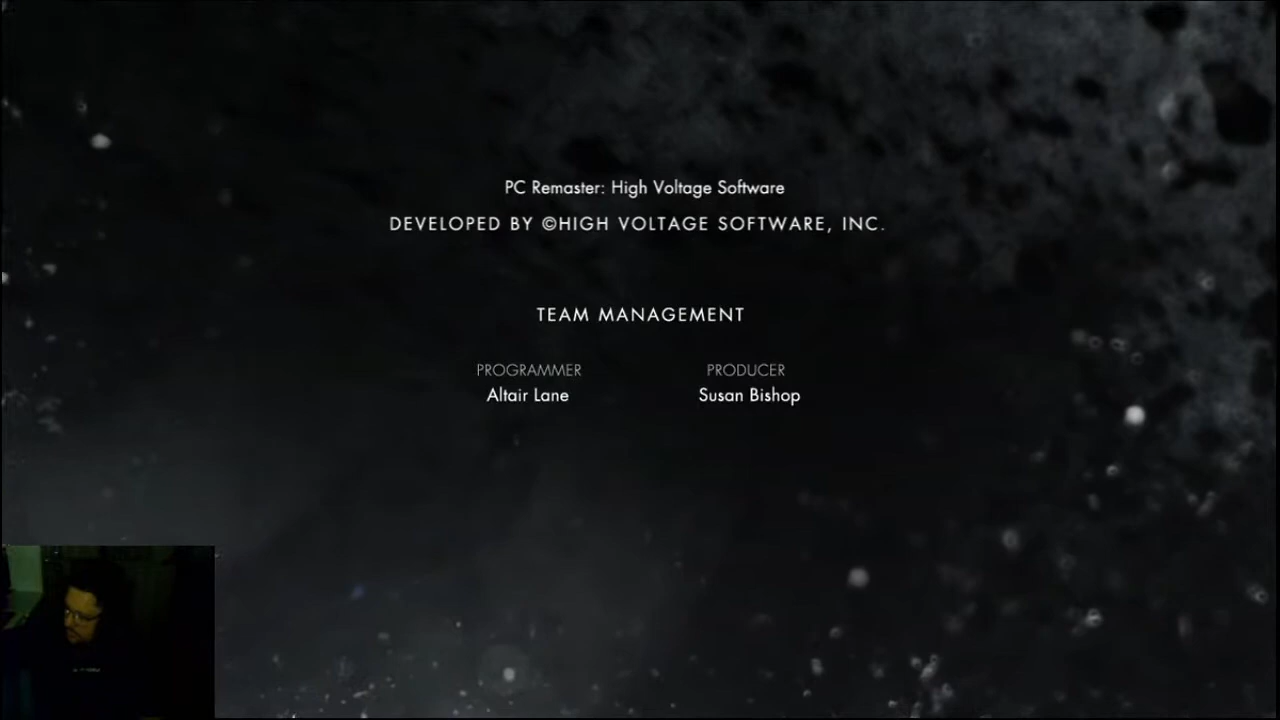 PC Remaster: High Voltage Software
DEVELOPED BY ©HIGH VOLTAGE SOFTWARE, INC.
TEAM MANAGEMENT
PROGRAMMER PRODUCER
Altair Lane Susan Bishop